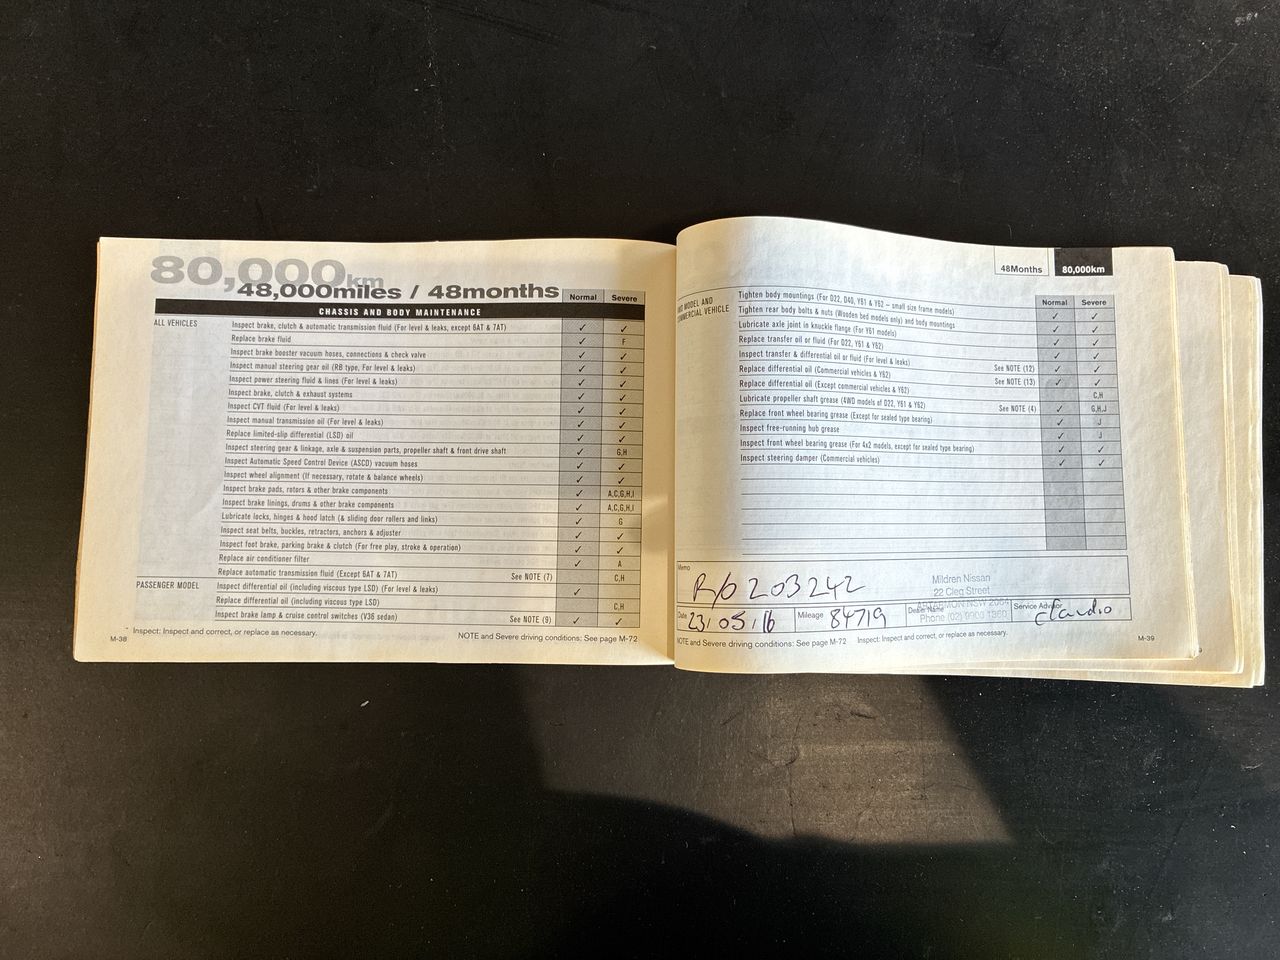 80,000km
48,000miles / 48months
Normal Severe
CHASSIS AND BODY MAINTENANCE
ALL VEHICLES
Inspect brake, clutch & automatic transmission fluid (For level & leaks, except 6AT & 7AT) ✓ ✓
Replace brake fluid ✓ F
Inspect brake booster vacuum hoses, connections & check valve ✓ ✓
Inspect manual steering gear oil (RB type, For level & leaks) ✓ ✓
Inspect power steering fluid & lines (For level & leaks) ✓ ✓
Inspect brake, clutch & exhaust systems ✓ ✓
Inspect CVT fluid (For level & leaks) ✓ ✓
Inspect manual transmission oil (For level & leaks) ✓ ✓
Replace limited-slip differential (LSD) oil ✓ ✓
Inspect steering gear & linkage, axle & suspension parts, propeller shaft & front drive shaft ✓ G,H
Inspect Automatic Speed Control Device (ASCD) vacuum hoses ✓ ✓
Inspect wheel alignment (If necessary, rotate & balance wheels) ✓ ✓
Inspect brake pads, rotors & other brake components ✓ A,C,G,H,I
Inspect brake linings, drums & other brake components ✓ A,C,G,H,I
Lubricate locks, hinges & hood latch (& sliding door rollers and links) ✓ G
Inspect seat belts, buckles, retractors, anchors & adjuster ✓ ✓
Inspect foot brake, parking brake & clutch (For free play, stroke & operation) ✓ ✓
Replace air conditioner filter ✓ A
Replace automatic transmission fluid (Except 6AT & 7AT) See NOTE (7) C,H
PASSENGER MODEL
Inspect differential oil (including viscous type LSD) (For level & leaks) ✓
Replace differential oil (including viscous type LSD) C,H
Inspect brake lamp & cruise control switches (V36 sedan) See NOTE (9) ✓ ✓
Inspect: Inspect and correct, or replace as necessary.
M-38
NOTE and Severe driving conditions: See page M-72
48Months 80,000km
Normal Severe
MODEL AND
COMMERCIAL VEHICLE
Tighten body mountings (For D22, D40, Y61 & Y62 – small size frame models) ✓ ✓
Tighten rear body bolts & nuts (Wooden bed models only) and body mountings ✓ ✓
Lubricate axle joint in knuckle flange (For Y61 models) ✓ ✓
Replace transfer oil or fluid (For D22, Y61 & Y62) ✓ ✓
Inspect transfer & differential oil or fluid (For level & leaks) See NOTE (12) ✓ ✓
Replace differential oil (Commercial vehicles & Y62) See NOTE (13) ✓ ✓
Replace differential oil (Except commercial vehicles & Y62) C,H
Lubricate propeller shaft grease (4WD models of D22, Y61 & Y62) See NOTE (4) ✓ G,H,J
Replace front wheel bearing grease (Except for sealed type bearing) ✓ J
Inspect free-running hub grease ✓ J
Inspect front wheel bearing grease (For 4x2 models, except for sealed type bearing) ✓ ✓
Inspect steering damper (Commercial vehicles) ✓ ✓
Memo
R/o 203242
Mildren Nissan
22 Cleg Street
Phone (02)
Date 23/05/16 Mileage 84719 Dealer Name Service Advisor Claudio
NOTE and Severe driving conditions: See page M-72 Inspect: Inspect and correct, or replace as necessary.
M-39